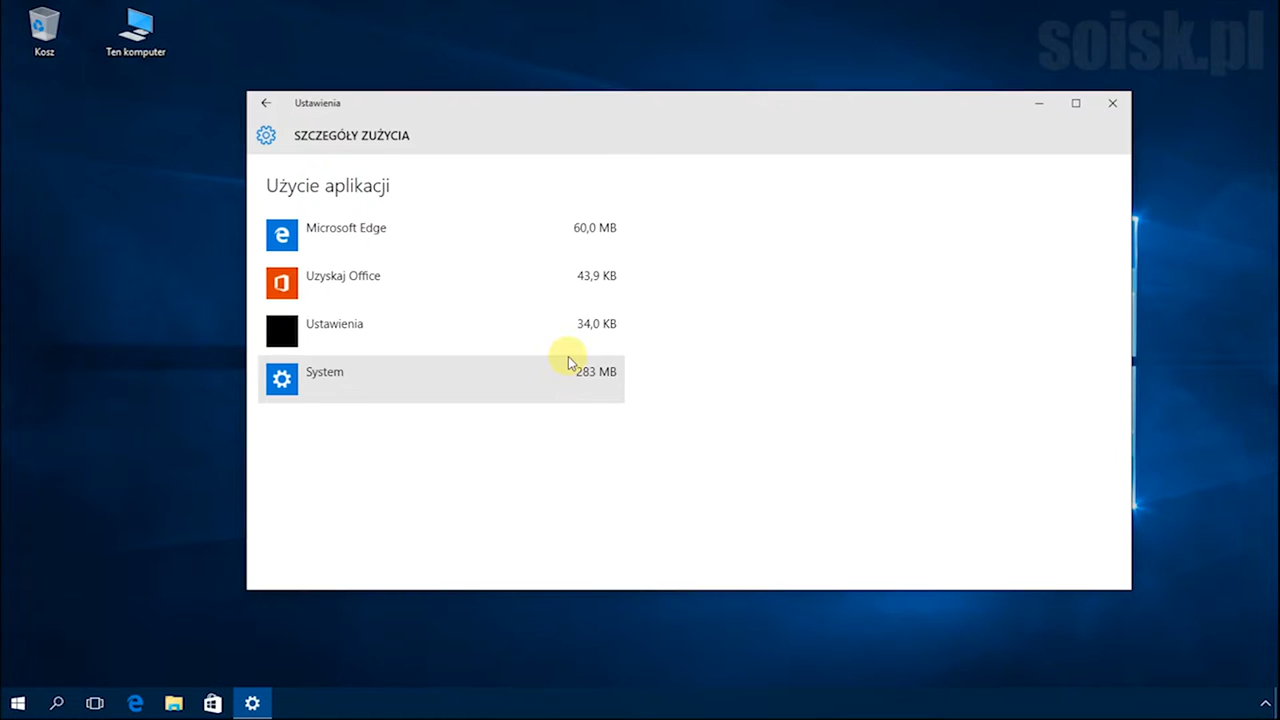 soisk.pl
Kosz
Ten komputer
Ustawienia
SZCZEGÓŁY ZUŻYCIA
Użycie aplikacji
Microsoft Edge 60,0 MB
Uzyskaj Office 43,9 KB
Ustawienia 34,0 KB
System 283 MB